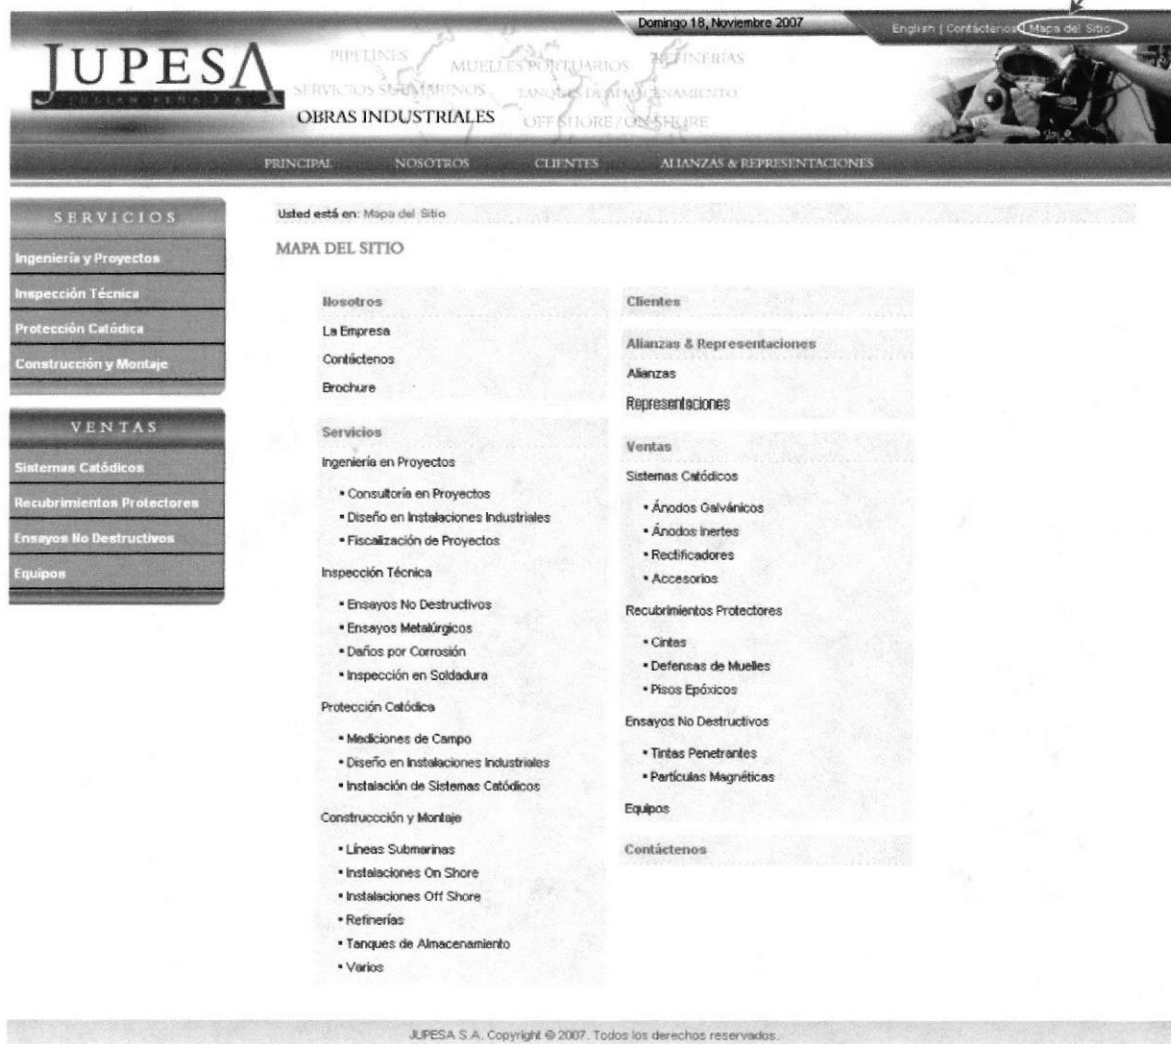 Domingo 18, Noviembre 2007
English | Contáctenos | Mapa del Sitio
JUPESA
PIPELINES
MUELLES PORTUARIOS
REFINERÍAS
SERVICIOS SUBMARINOS
TANQUES DE ALMACENAMIENTO
OBRAS INDUSTRIALES
OFF SHORE / ON SHORE
PRINCIPAL NOSOTROS CLIENTES ALIANZAS & REPRESENTACIONES
SERVICIOS
Ingeniería y Proyectos
Inspección Técnica
Protección Catódica
Construcción y Montaje
VENTAS
Sistemas Catódicos
Recubrimientos Protectores
Ensayos No Destructivos
Equipos
Usted está en: Mapa del Sitio
MAPA DEL SITIO
Nosotros
La Empresa
Contáctenos
Brochure
Servicios
Ingeniería en Proyectos
▪ Consultoría en Proyectos
▪ Diseño en Instalaciones Industriales
▪ Fiscalización de Proyectos
Inspección Técnica
▪ Ensayos No Destructivos
▪ Ensayos Metalúrgicos
▪ Daños por Corrosión
▪ Inspección en Soldadura
Protección Catódica
▪ Mediciones de Campo
▪ Diseño en Instalaciones Industriales
▪ Instalación de Sistemas Catódicos
Construccción y Montaje
▪ Líneas Submarinas
▪ Instalaciones On Shore
▪ Instalaciones Off Shore
▪ Refinerías
▪ Tanques de Almacenamiento
▪ Varios
Clientes
Alianzas & Representaciones
Alianzas
Representaciones
Ventas
Sistemas Catódicos
▪ Ánodos Galvánicos
▪ Ánodos Inertes
▪ Rectificadores
▪ Accesorios
Recubrimientos Protectores
▪ Cintas
▪ Defensas de Muelles
▪ Pisos Epóxicos
Ensayos No Destructivos
▪ Tintas Penetrantes
▪ Partículas Magnéticas
Equipos
Contáctenos
JUPESA S.A. Copyright © 2007. Todos los derechos reservados.